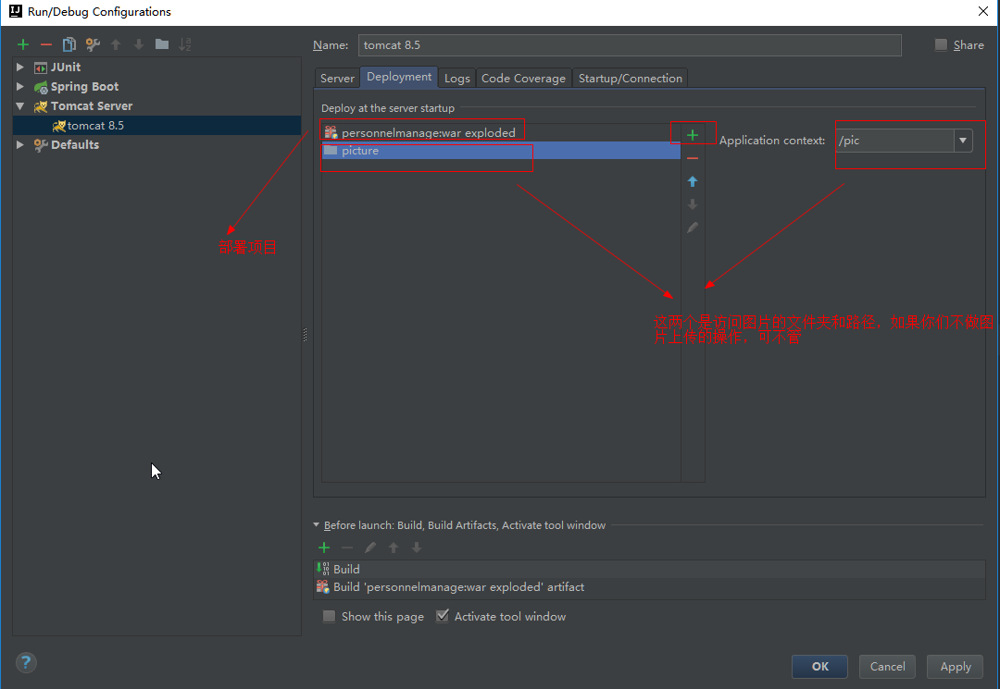 Run/Debug Configurations
Name: tomcat 8.5
Share
JUnit
Spring Boot
Tomcat Server
tomcat 8.5
Defaults
Server Deployment Logs Code Coverage Startup/Connection
Deploy at the server startup
personnelmanage:war exploded
picture
Application context: /pic
部署项目
这两个是访问图片的文件夹和路径，如果你们不做图
片上传的操作，可不管
Before launch: Build, Build Artifacts, Activate tool window
Build
Build 'personnelmanage:war exploded' artifact
Show this page Activate tool window
OK Cancel Apply